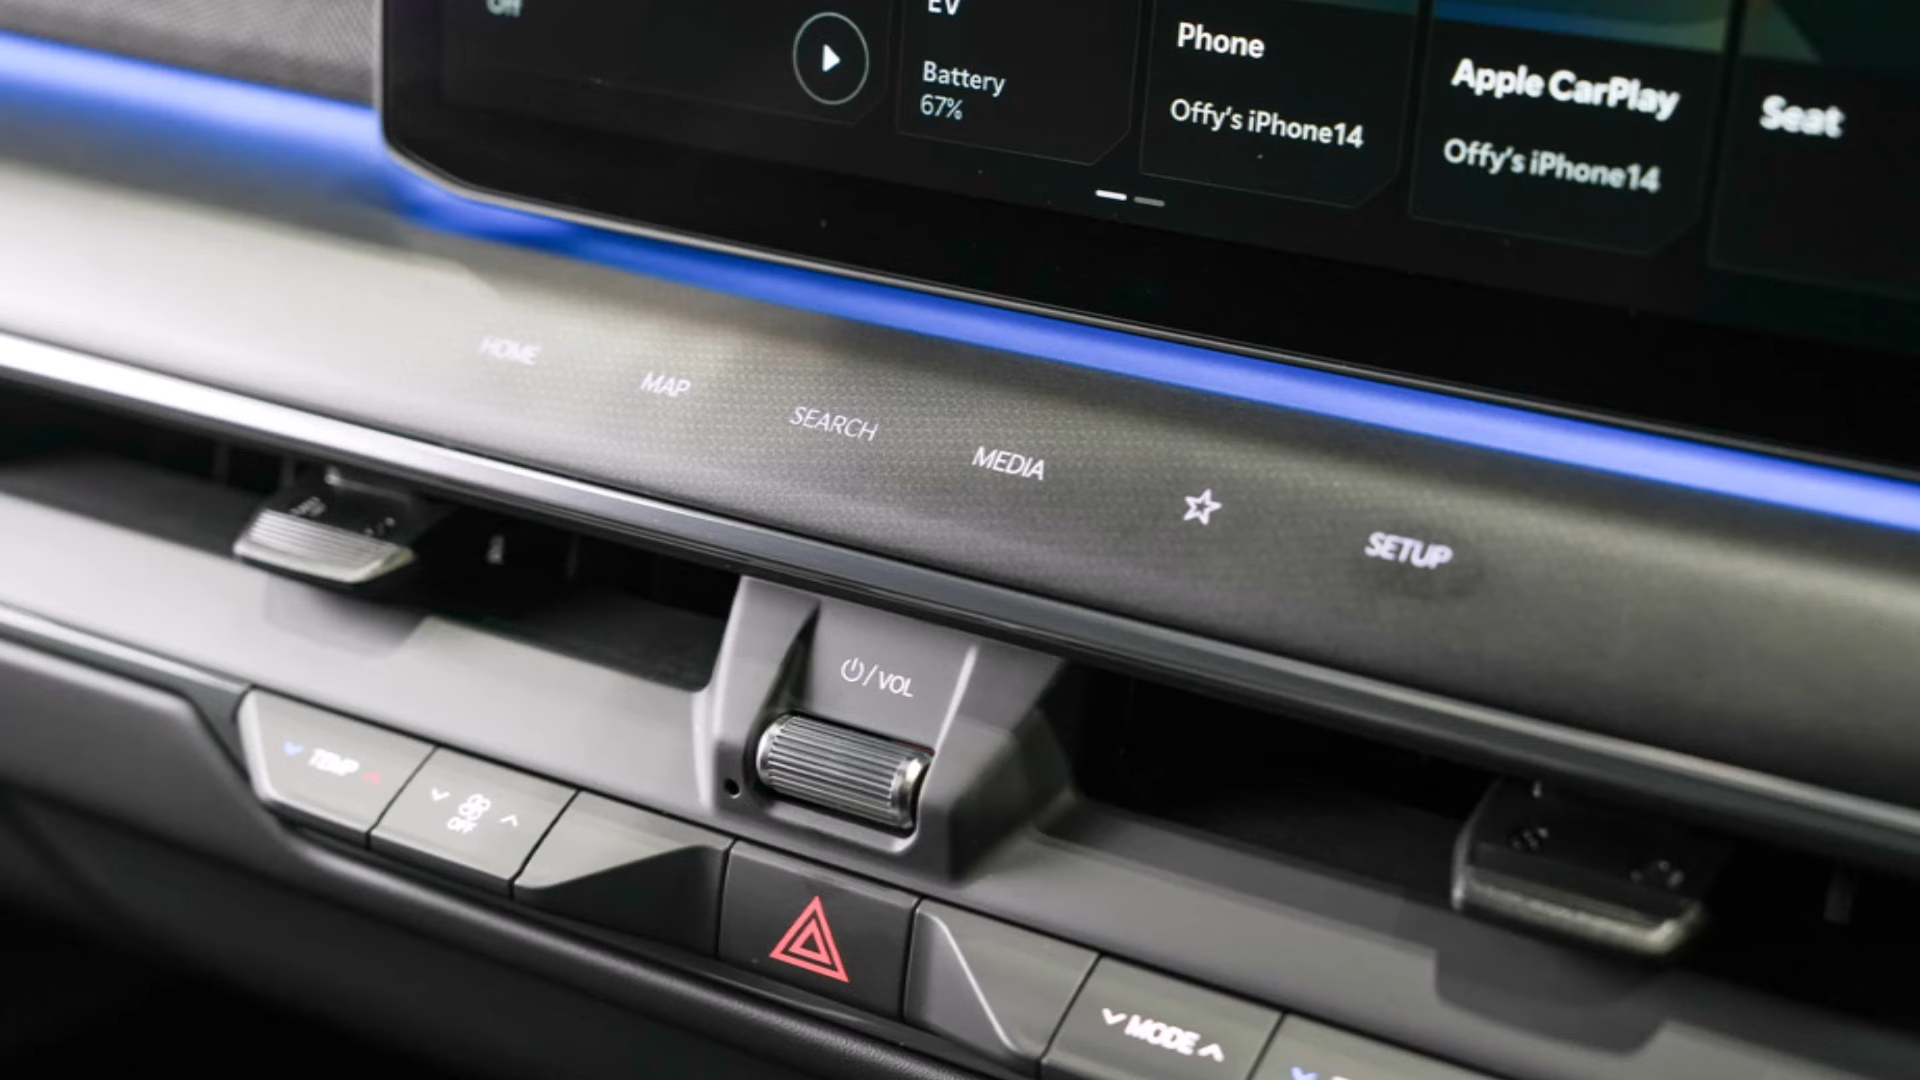 Off
EV
Battery
67%
Phone
Offy's iPhone14
Apple CarPlay
Offy's iPhone14
Seat
HOME
MAP
SEARCH
MEDIA
SETUP
/VOL
TEMP
OFF
MODE